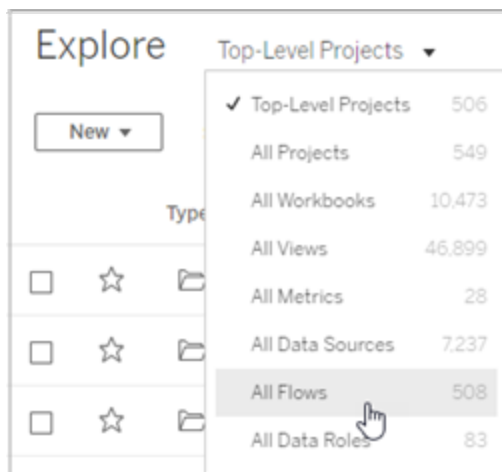 Explore Top-Level Projects
Top-Level Projects 506
New
All Projects 549
All Workbooks 10,473
Type
All Views 46,899
All Metrics 28
All Data Sources 7,237
All Flows 508
All Data Roles 83